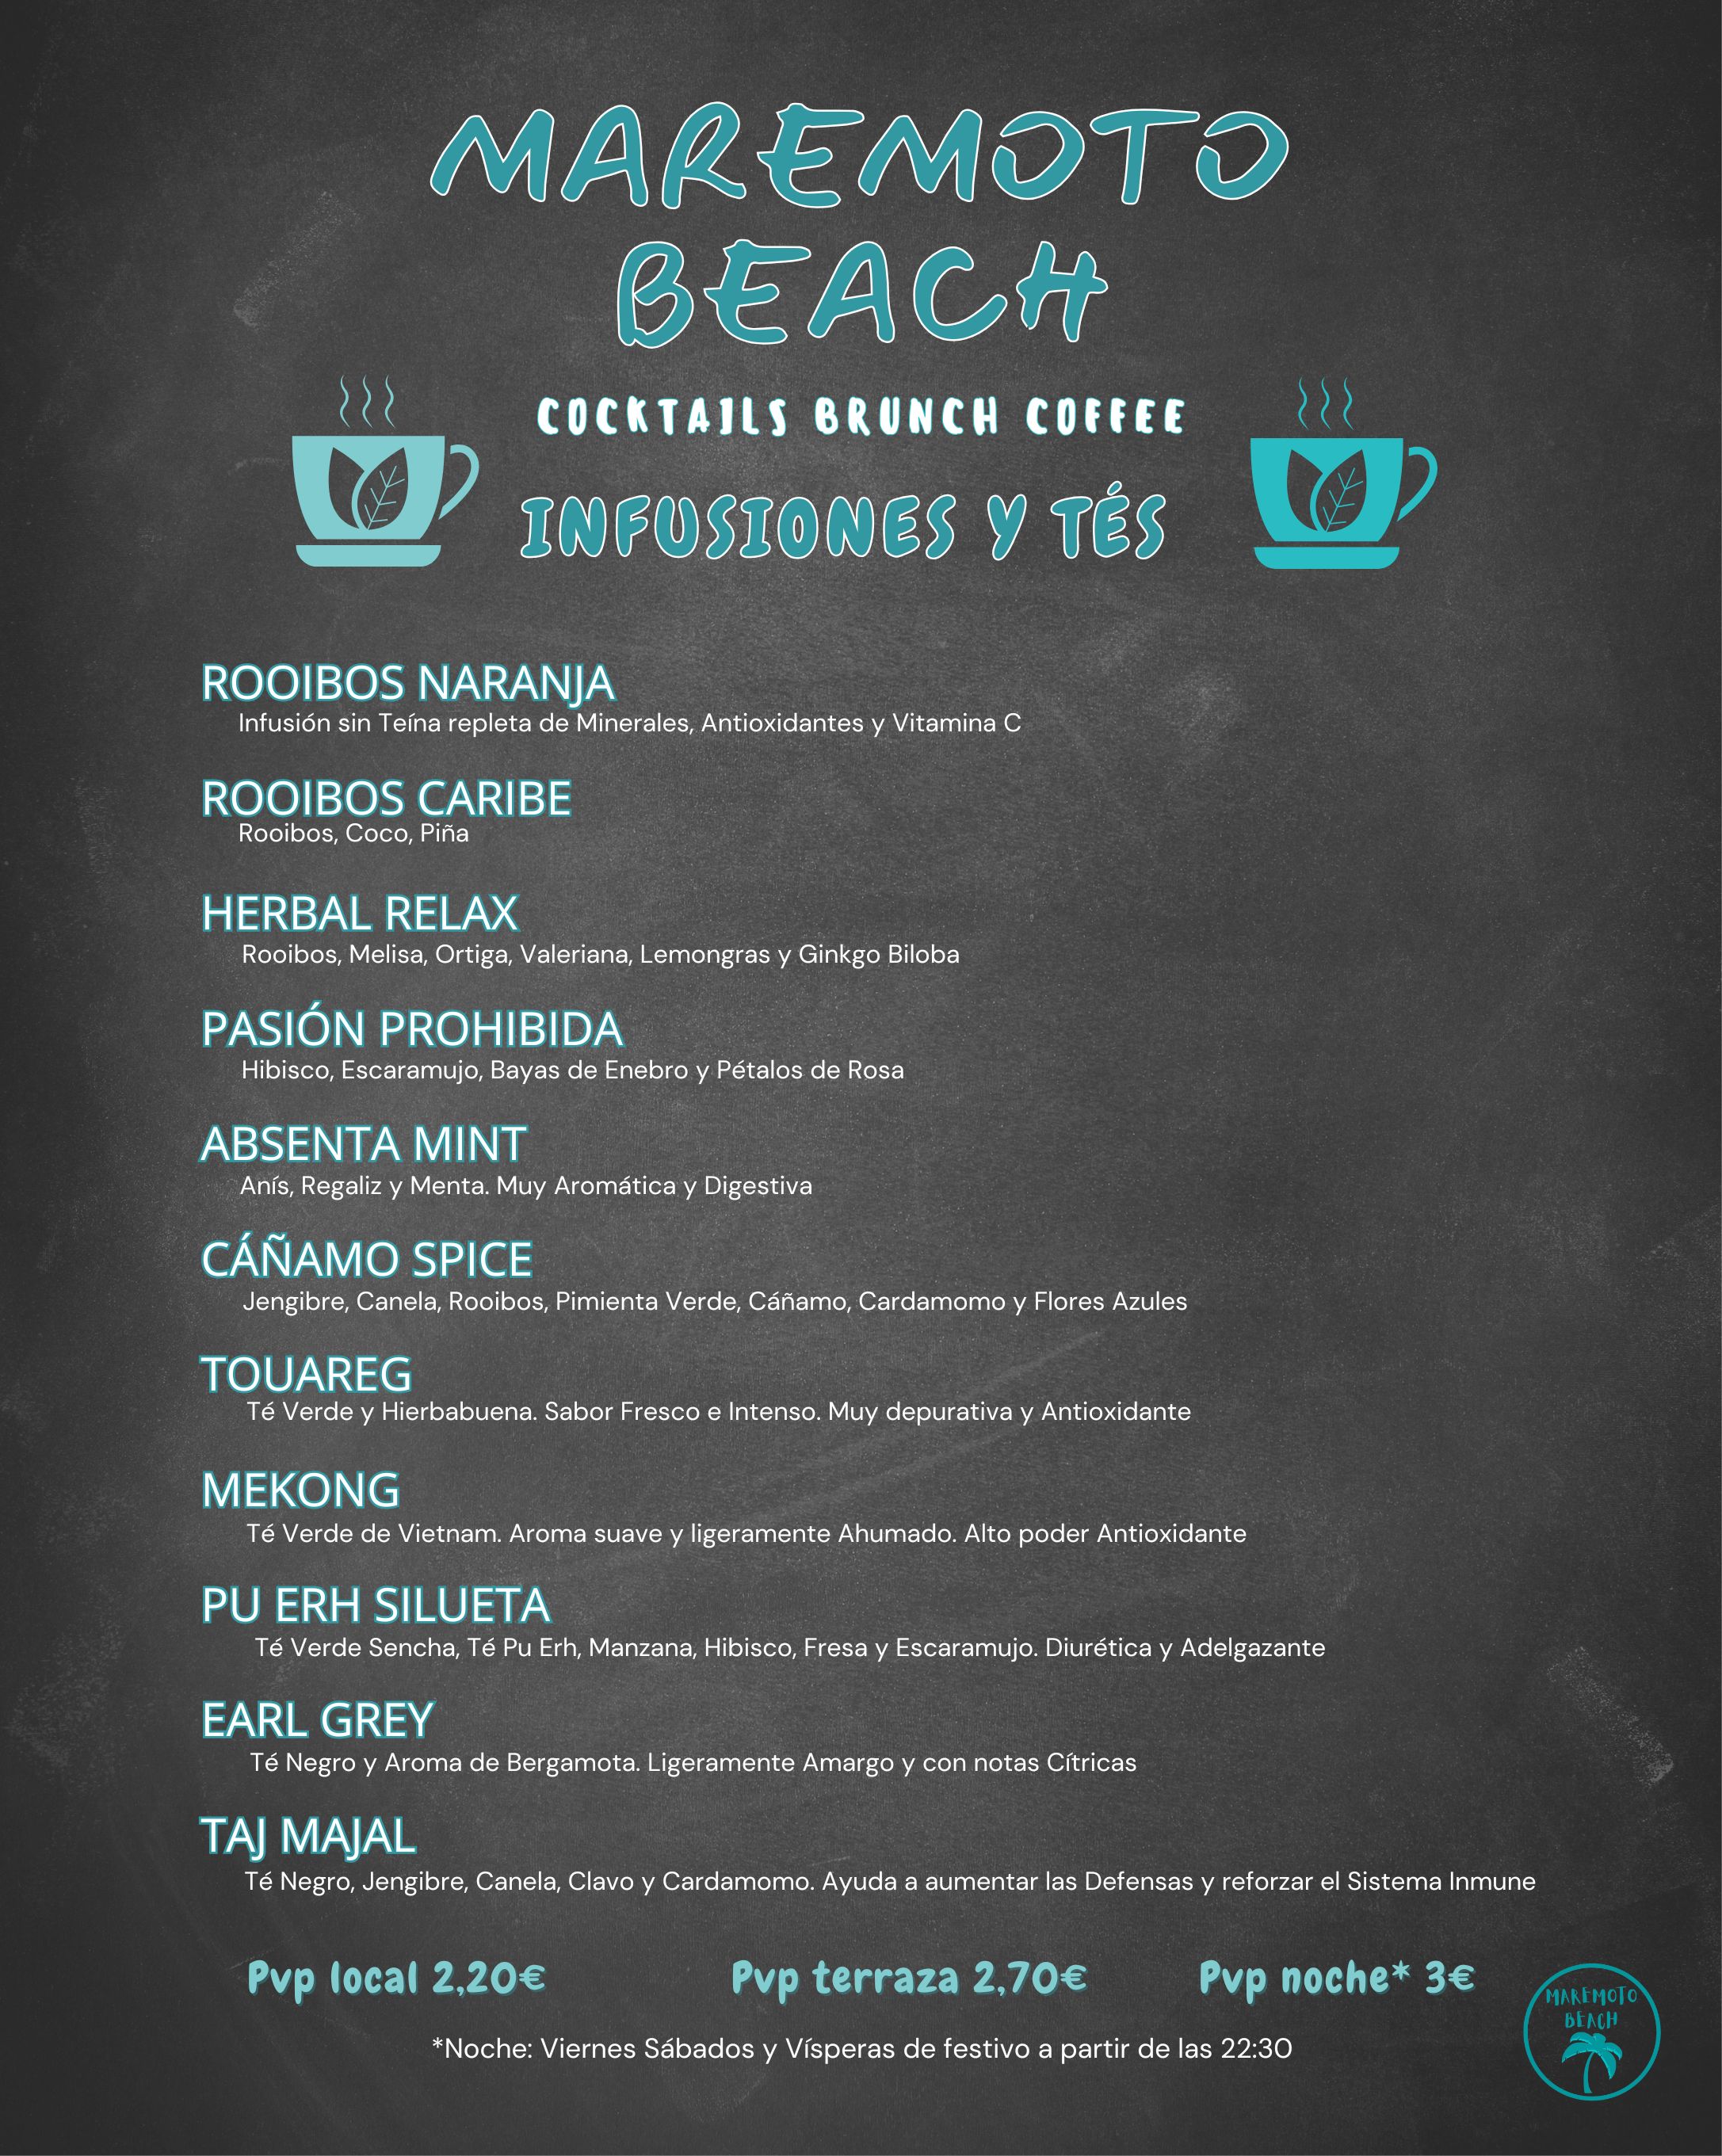 MAREMOTO
BEACH
COCKTAILS BRUNCH COFFEE
INFUSIONES Y TÉS
ROOIBOS NARANJA
Infusión sin Teína repleta de Minerales, Antioxidantes y Vitamina C
ROOIBOS CARIBE
Rooibos, Coco, Piña
HERBAL RELAX
Rooibos, Melisa, Ortiga, Valeriana, Lemongras y Ginkgo Biloba
PASIÓN PROHIBIDA
Hibisco, Escaramujo, Bayas de Enebro y Pétalos de Rosa
ABSENTA MINT
Anís, Regaliz y Menta. Muy Aromática y Digestiva
CÁÑAMO SPICE
Jengibre, Canela, Rooibos, Pimienta Verde, Cáñamo, Cardamomo y Flores Azules
TOUAREG
Té Verde y Hierbabuena. Sabor Fresco e Intenso. Muy depurativa y Antioxidante
MEKONG
Té Verde de Vietnam. Aroma suave y ligeramente Ahumado. Alto poder Antioxidante
PU ERH SILUETA
Té Verde Sencha, Té Pu Erh, Manzana, Hibisco, Fresa y Escaramujo. Diurética y Adelgazante
EARL GREY
Té Negro y Aroma de Bergamota. Ligeramente Amargo y con notas Cítricas
TAJ MAJAL
Té Negro, Jengibre, Canela, Clavo y Cardamomo. Ayuda a aumentar las Defensas y reforzar el Sistema Inmune
Pvp local 2,20€ Pvp terraza 2,70€ Pvp noche* 3€
*Noche: Viernes Sábados y Vísperas de festivo a partir de las 22:30
MAREMOTO
BEACH